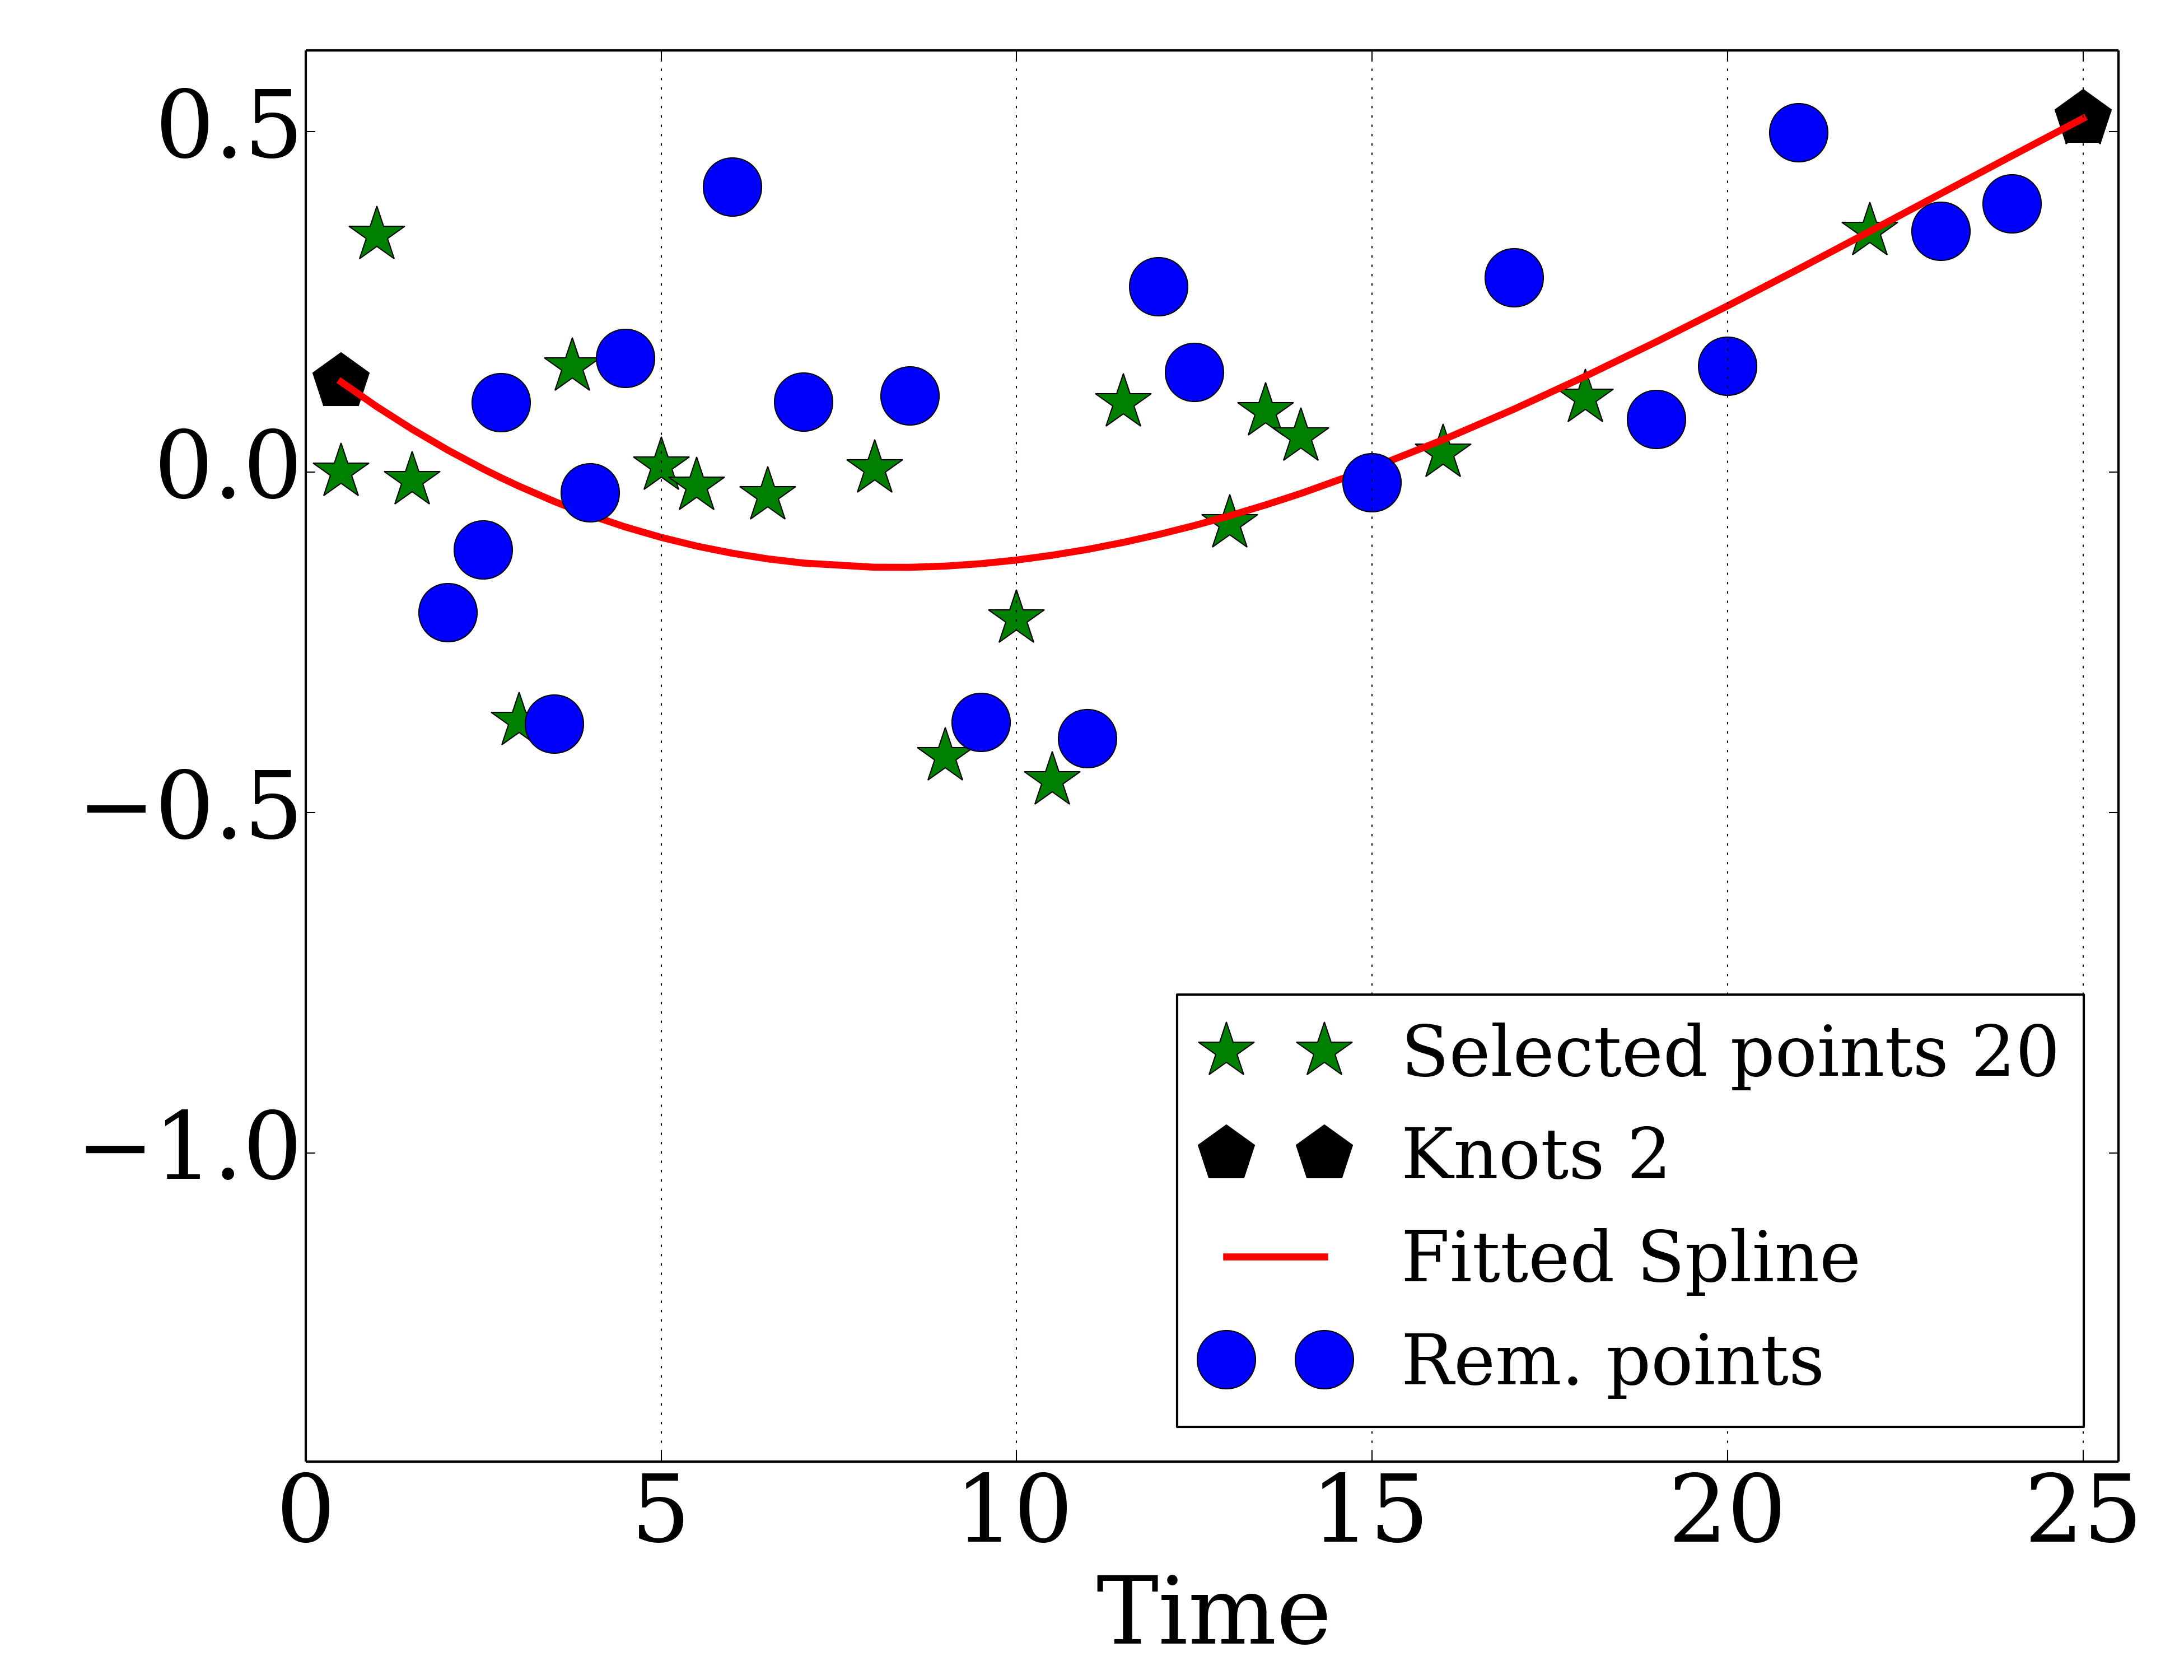 0.5
0.0
−0.5
−1.0
Selected points 20
Knots 2
Fitted Spline
Rem. points
0 5 10 15 20 25
Time